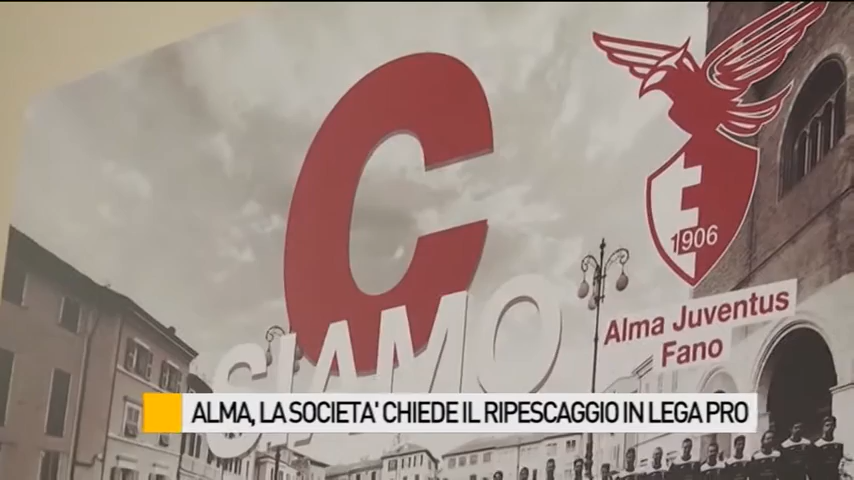 C
SIAMO
1906
Alma Juventus
Fano
ALMA, LA SOCIETA' CHIEDE IL RIPESCAGGIO IN LEGA PRO